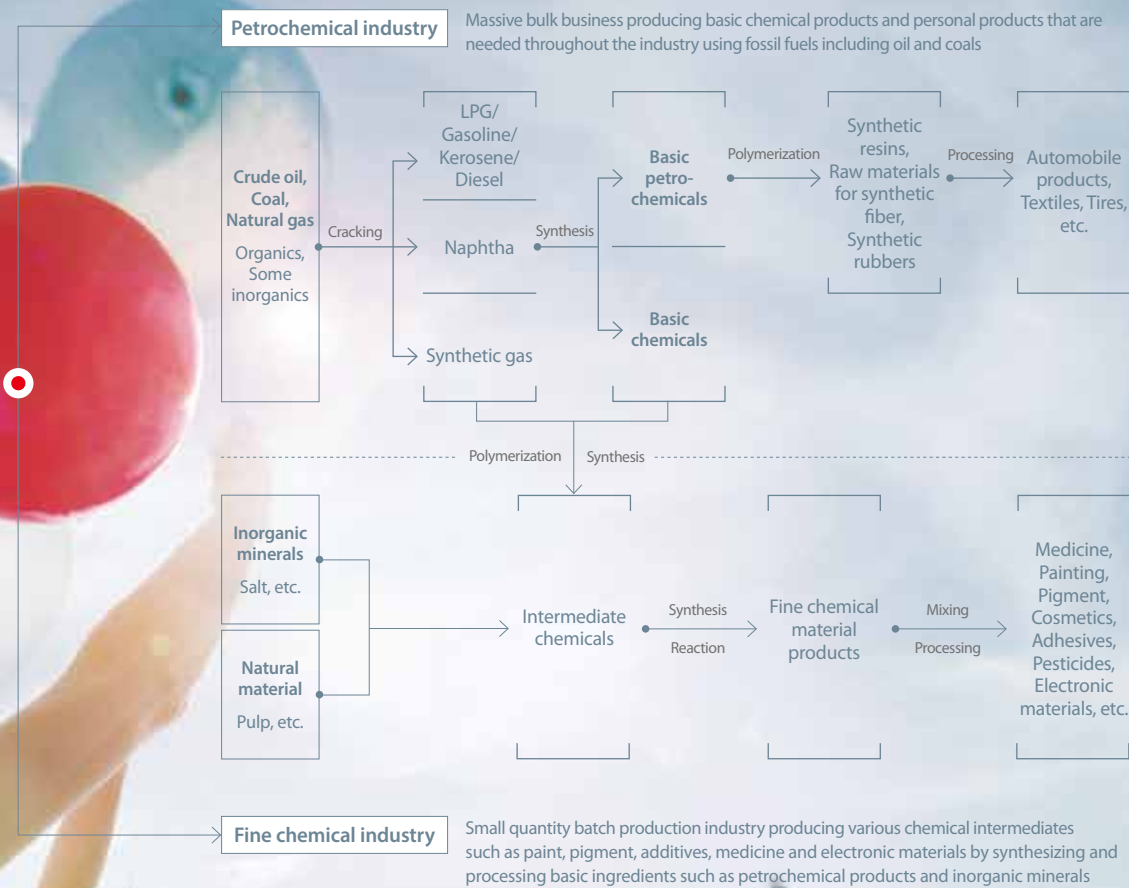 Petrochemical industry
Massive bulk business producing basic chemical products and personal products that are
needed throughout the industry using fossil fuels including oil and coals
Crude oil,
Coal,
Natural gas
Organics,
Some
inorganics
Cracking
LPG/
Gasoline/
Kerosene/
Diesel
Naphtha
Synthetic gas
Synthesis
Basic
petro-
chemicals
Basic
chemicals
Polymerization
Synthetic
resins,
Raw materials
for synthetic
fiber,
Synthetic
rubbers
Processing
Automobile
products,
Textiles, Tires,
etc.
Polymerization
Synthesis
Inorganic
minerals
Salt, etc.
Natural
material
Pulp, etc.
Intermediate
chemicals
Synthesis
Reaction
Fine chemical
material
products
Mixing
Processing
Medicine,
Painting,
Pigment,
Cosmetics,
Adhesives,
Pesticides,
Electronic
materials, etc.
Fine chemical industry
Small quantity batch production industry producing various chemical intermediates
such as paint, pigment, additives, medicine and electronic materials by synthesizing and
processing basic ingredients such as petrochemical products and inorganic minerals